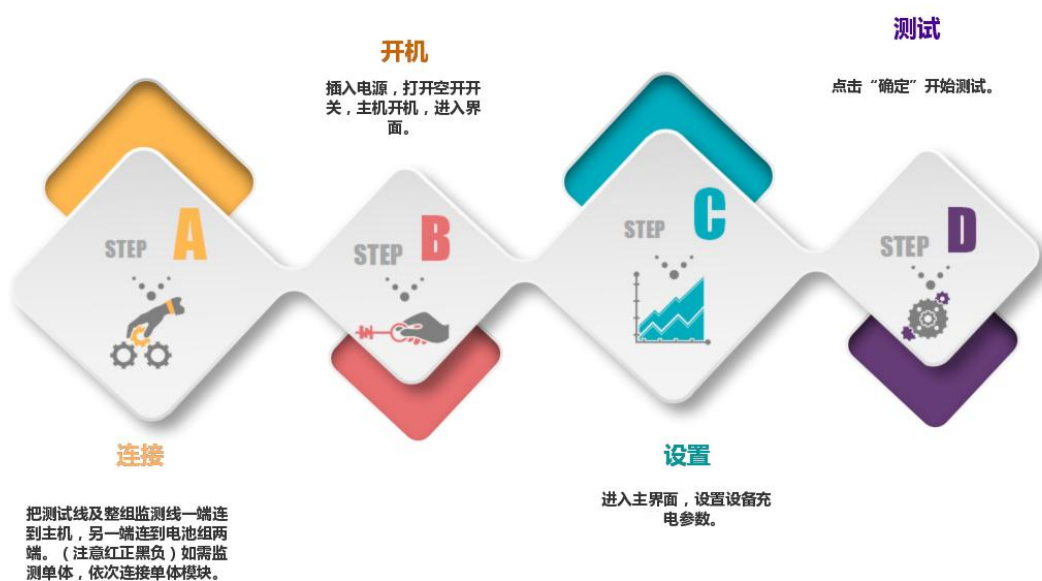 测试
开机
插入电源，打开空开开
关，主机开机，进入界
面。
点击“确定”开始测试。
STEP A
STEP B
STEP C
STEP D
连接
设置
把测试线及整组监测线一端连
到主机，另一端连到电池组两
端。（注意红正黑负）如需监
测单体，依次连接单体模块。
进入主界面，设置设备充
电参数。